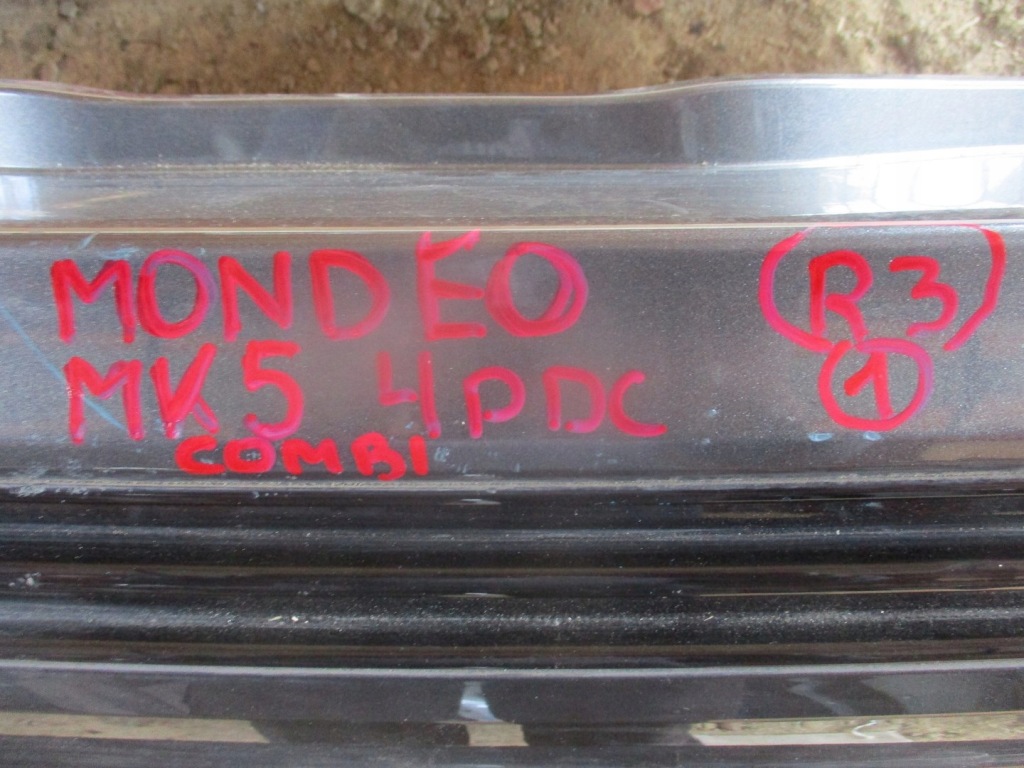 MONDEO (R3)
MK5 4PDC 1
COMBI